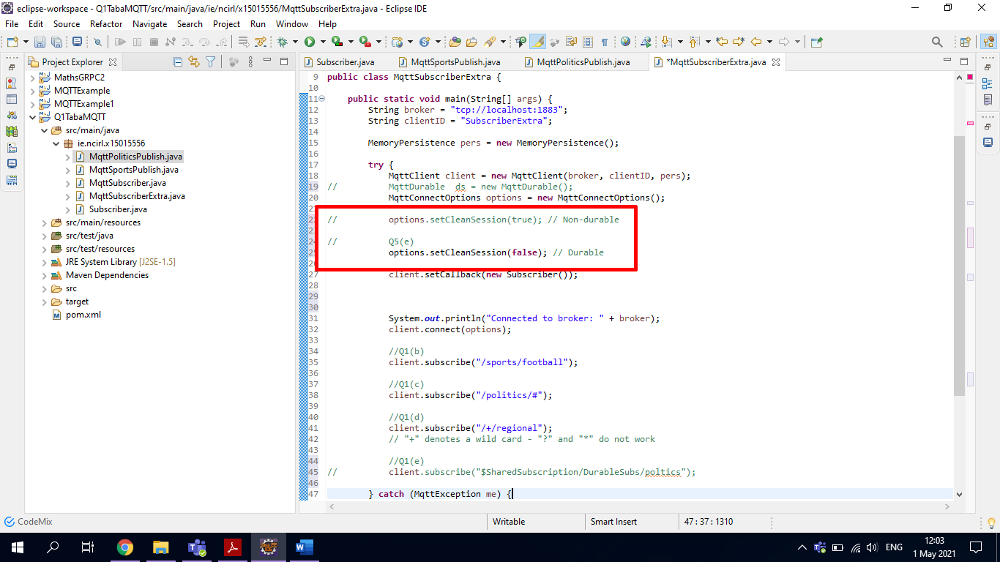 eclipse-workspace - Q1TabaMQTT/src/main/java/ie/ncirl/x15015556/MqttSubscriberExtra.java - Eclipse IDE
File Edit Source Refactor Navigate Search Project Run Window Help
Project Explorer
Subscriber.java MqttSportsPublish.java MqttPoliticsPublish.java *MqttSubscriberExtra.java
MathsGRPC2
MQTTExample
MQTTExample1
Q1TabaMQTT
src/main/java
ie.ncirl.x15015556
MqttPoliticsPublish.java
MqttSportsPublish.java
MqttSubscriber.java
MqttSubscriberExtra.java
Subscriber.java
src/main/resources
src/test/java
src/test/resources
JRE System Library [J2SE-1.5]
Maven Dependencies
src
target
pom.xml
9 public class MqttSubscriberExtra {
10
11 public static void main(String[] args) {
12 String broker = "tcp://localhost:1883";
13 String clientID = "SubscriberExtra";
14
15 MemoryPersistence pers = new MemoryPersistence();
16
17 try {
18 MqttClient client = new MqttClient(broker, clientID, pers);
19 // MqttDurable ds = new MqttDurable();
20 MqttConnectOptions options = new MqttConnectOptions();
// options.setCleanSession(true); // Non-durable
// Q5(e)
options.setCleanSession(false); // Durable
27 client.setCallback(new Subscriber());
28
29
30
31 System.out.println("Connected to broker: " + broker);
32 client.connect(options);
33
34 //Q1(b)
35 client.subscribe("/sports/football");
36
37 //Q1(c)
38 client.subscribe("/politics/#");
39
40 //Q1(d)
41 client.subscribe("/+/regional");
42 // "+" denotes a wild card - "?" and "*" do not work
43
44 //Q1(e)
45 // client.subscribe("$SharedSubscription/DurableSubs/poltics");
46
47 } catch (MqttException me) {
CodeMix
Writable
Smart Insert
47 : 37 : 1310
ENG
12:03
1 May 2021